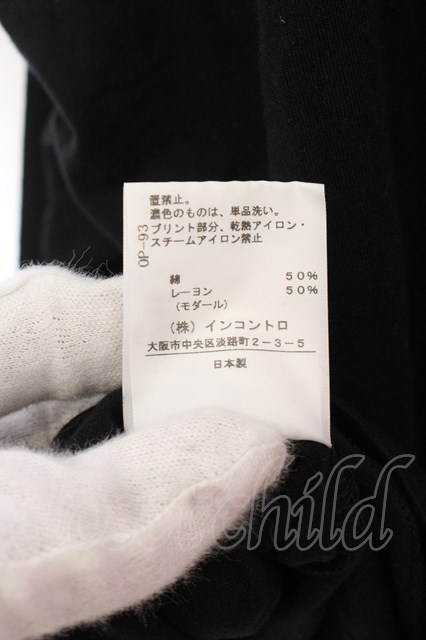 置禁止。
濃色のものは、単品洗い。
プリント部分、乾熱アイロン・
スチームアイロン禁止
OP-93
綿 50%
レーヨン 50%
(モダール)
(株) インコントロ
大阪市中央区淡路町2-3-5
日本製
child